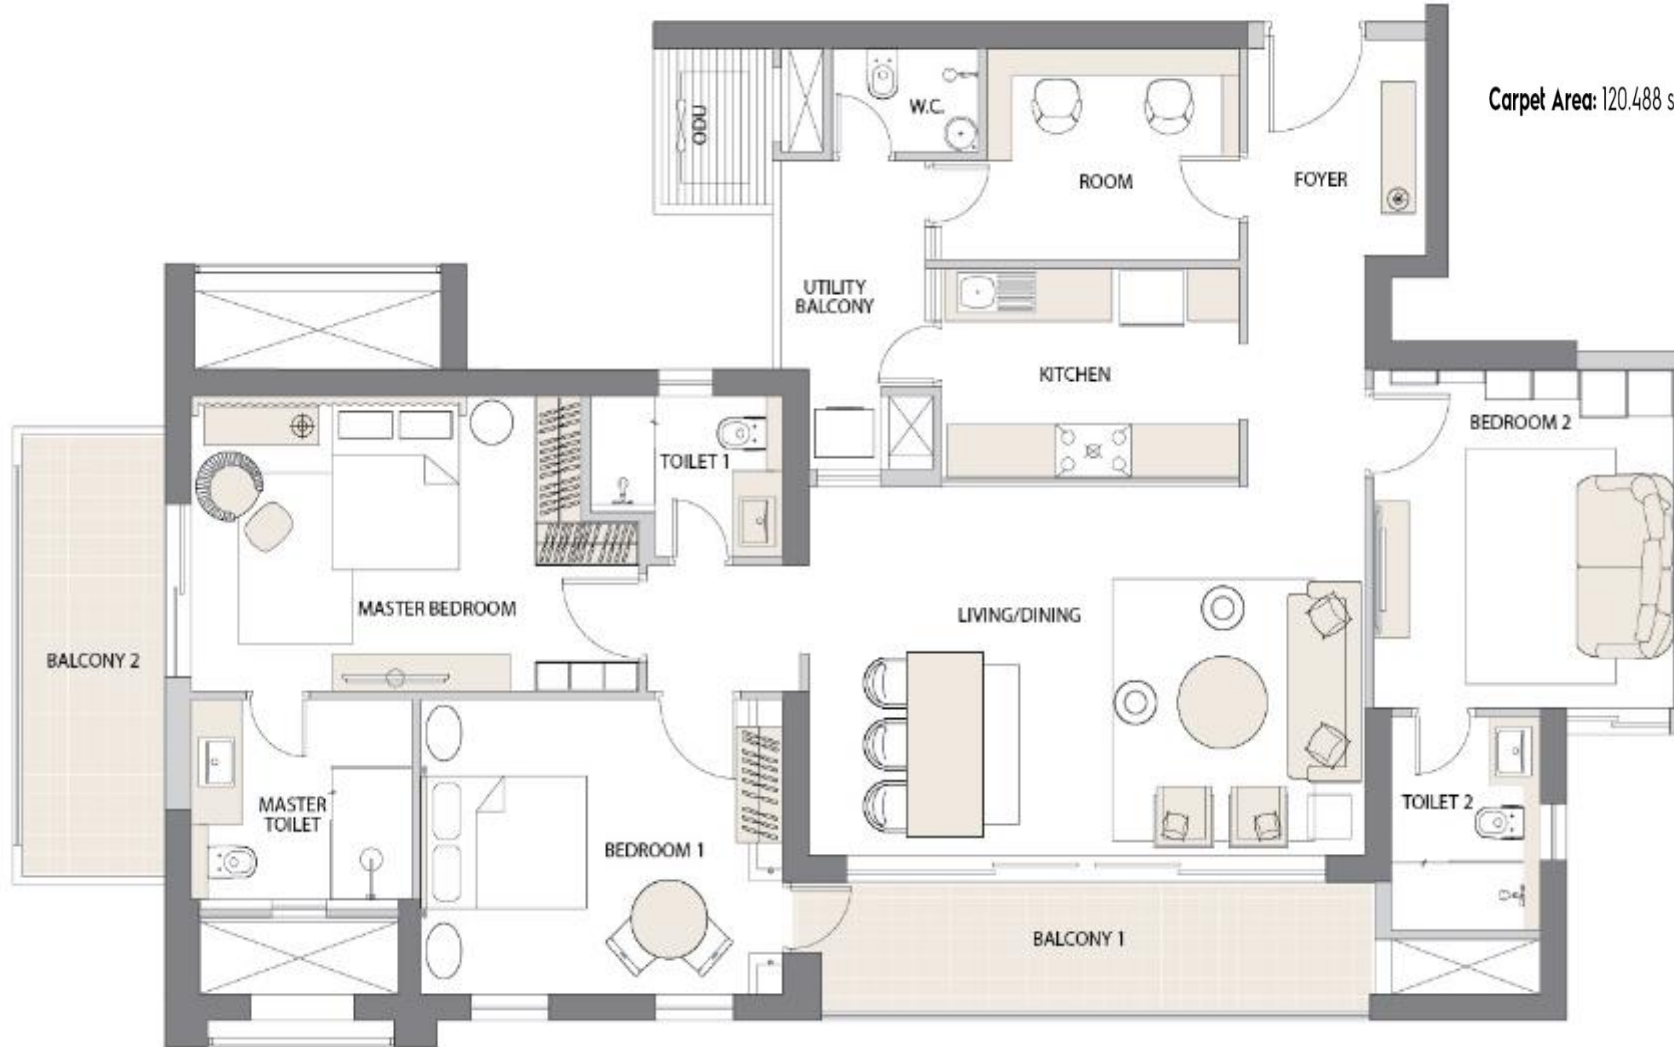 Carpet Area: 120.488 s
ODU
W.C.
ROOM
FOYER
UTILITY
BALCONY
KITCHEN
BEDROOM 2
TOILET 1
MASTER BEDROOM
LIVING/DINING
BALCONY 2
MASTER
TOILET
BEDROOM 1
TOILET 2
BALCONY 1